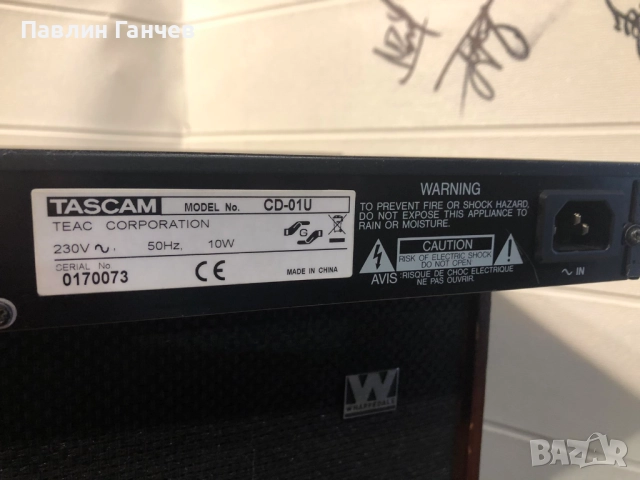 Павлин Ганчев
TASCAM MODEL No. CD-01U
TEAC CORPORATION
230V ∿, 50Hz, 10W
SERIAL No.
0170073
CE
MADE IN CHINA
WARNING
TO PREVENT FIRE OR SHOCK HAZARD,
DO NOT EXPOSE THIS APPLIANCE TO
RAIN OR MOISTURE.
CAUTION
RISK OF ELECTRIC SHOCK
DO NOT OPEN
AVIS : RISQUE DE CHOC ELECTRIQUE
NE PAS OUVRIR.
∿ IN
W
WHARFEDALE
BAZAR